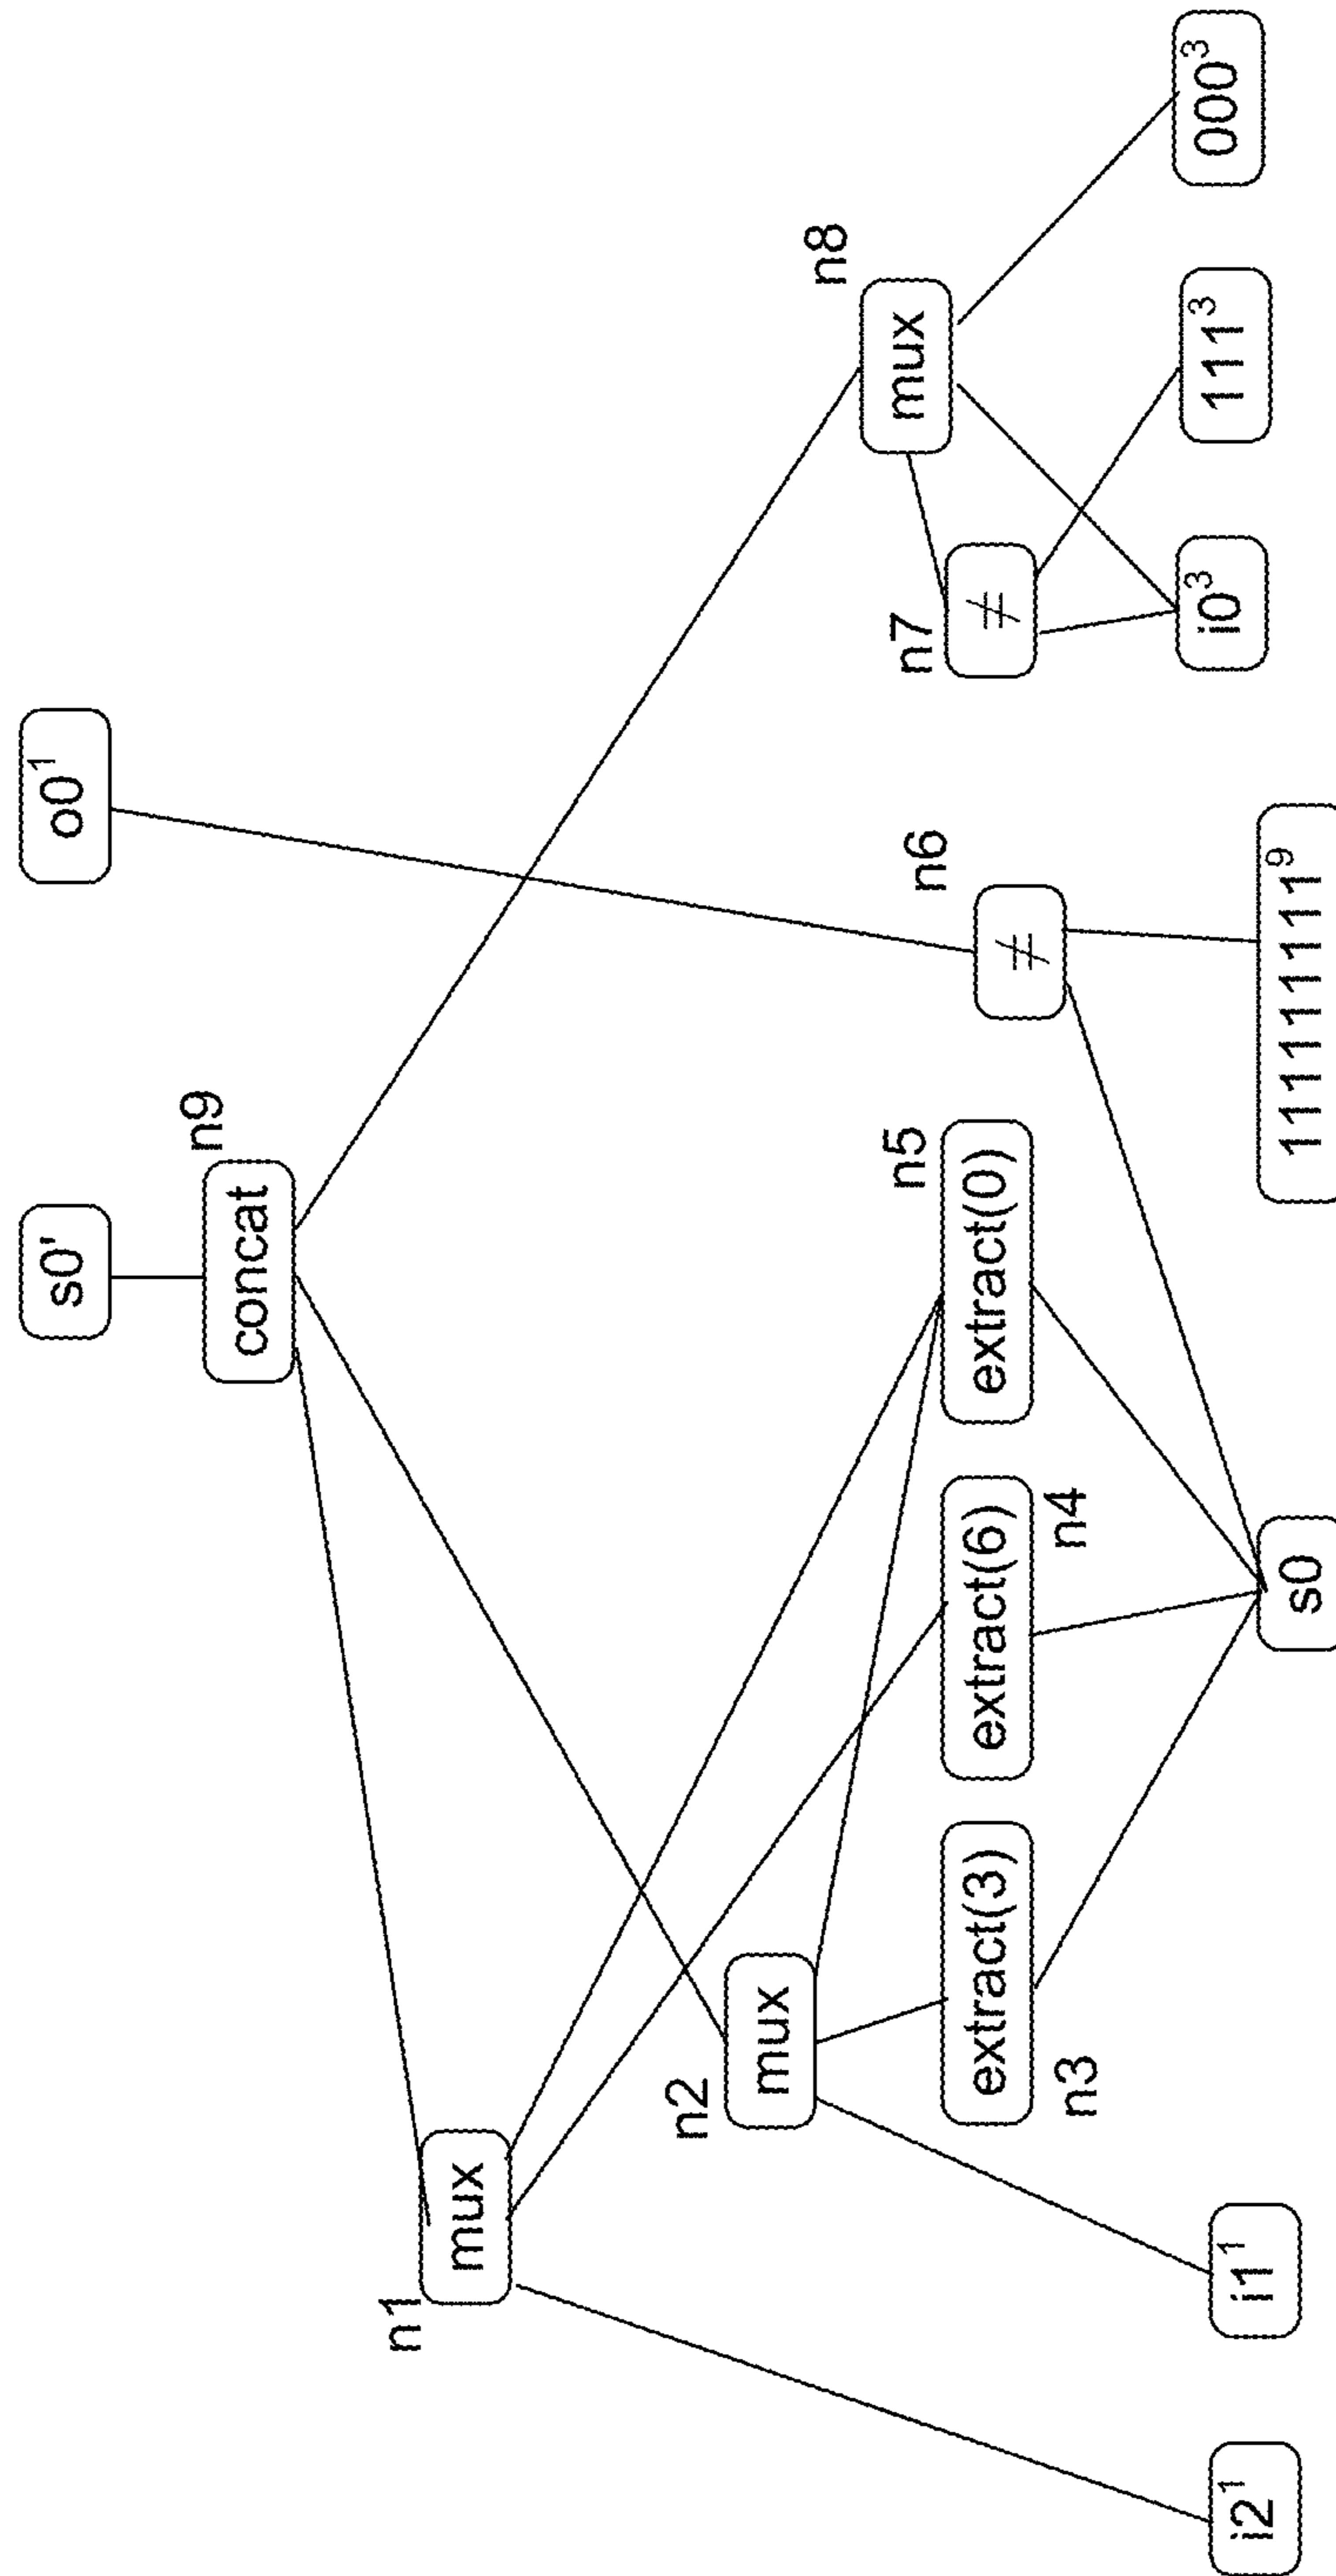 s0'
o0¹
n9
concat
n1
mux
n2
mux
n8
mux
n5
n6
n7
extract(3)
extract(6)
extract(0)
≠
≠
n3
n4
i2¹
i1¹
s0
111111111⁹
i0³
111³
000³